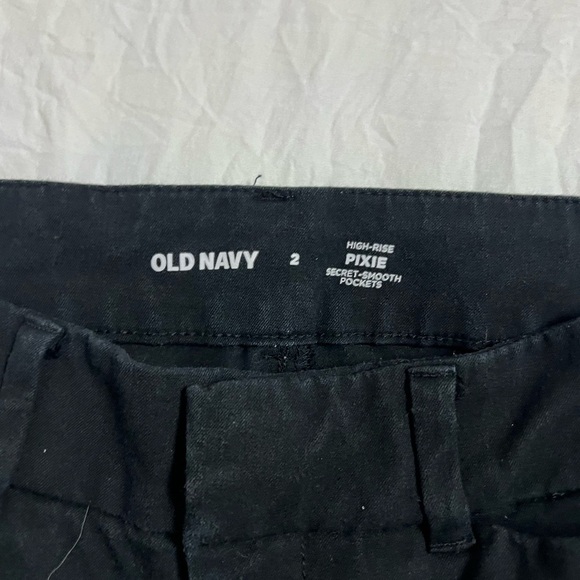 OLD NAVY
2
HIGH-RISE
PIXIE
SECRET-SMOOTH
POCKETS